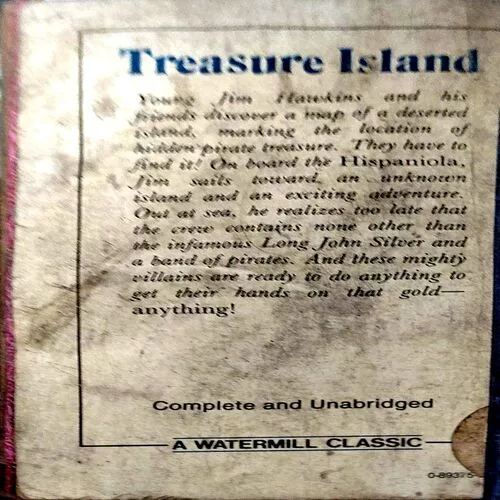 Treasure Island
Young Jim Hawkins and his
friends discover a map of a deserted
island, marking the location of
hidden pirate treasure. They have to
find it! On board the Hispaniola,
Jim sails toward an unknown
island and an exciting adventure.
Out at sea, he realizes too late that
the crew contains none other than
the infamous Long John Silver and
a band of pirates. And these mighty
villains are ready to do anything to
get their hands on that gold—
anything!
Complete and Unabridged
A WATERMILL CLASSIC
0-89375-